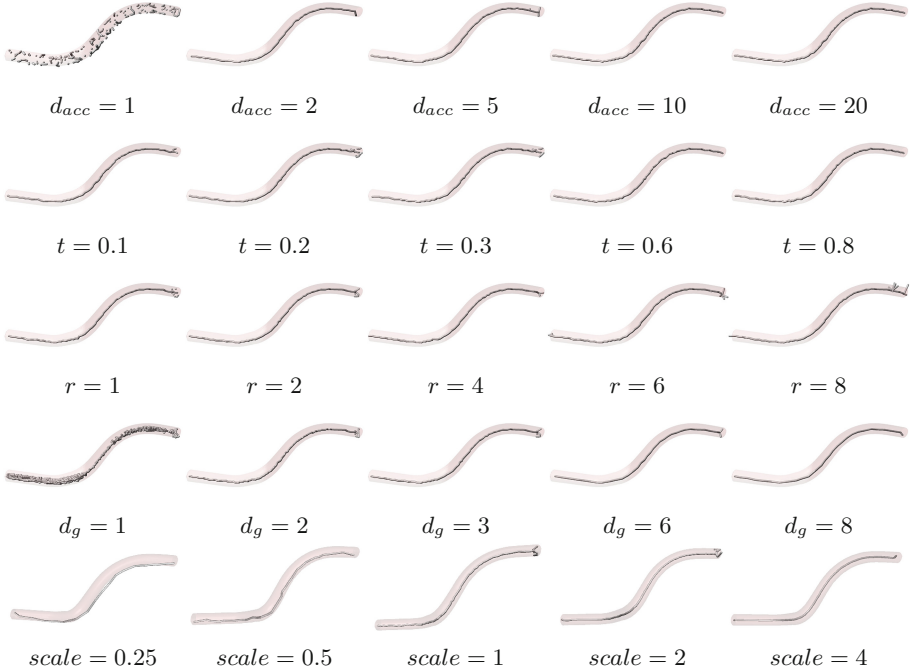 d_acc = 1 d_acc = 2 d_acc = 5 d_acc = 10 d_acc = 20
t = 0.1 t = 0.2 t = 0.3 t = 0.6 t = 0.8
r = 1 r = 2 r = 4 r = 6 r = 8
d_g = 1 d_g = 2 d_g = 3 d_g = 6 d_g = 8
scale = 0.25 scale = 0.5 scale = 1 scale = 2 scale = 4